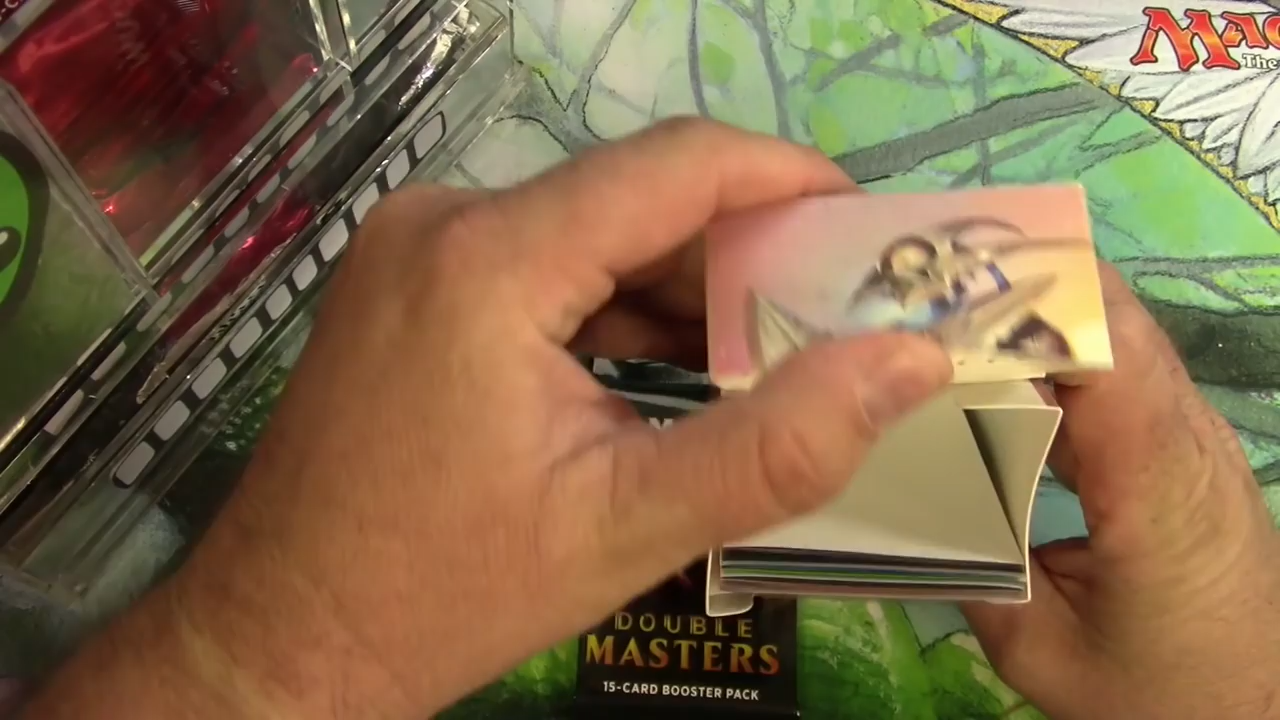 MAG
The
DOUBLE
MASTERS
15-CARD BOOSTER PACK